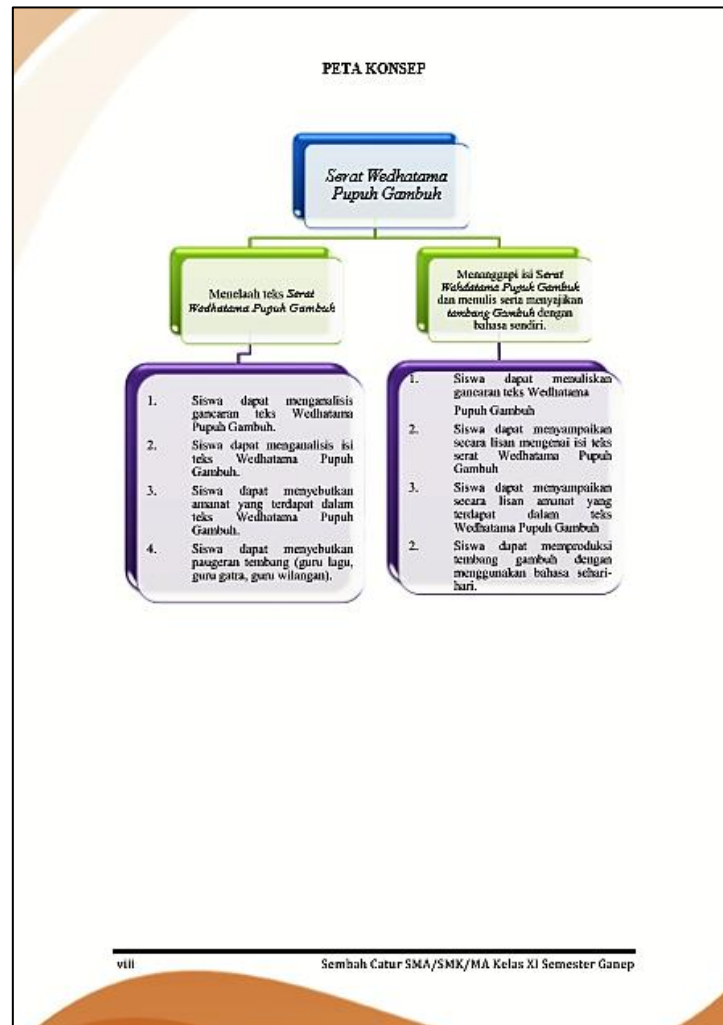 PETA KONSEP
Serat Wedhatama
Pupuh Gambuh
Menelaah teks Serat
Wedhatama Pupuh Gambuh
Menanggapi isi Serat
Wahdatama Pupuh Gambuh
dan menulis serta menyajikan
tembang Gambuh dengan
bahasa sendiri.
1. Siswa dapat menganalisis
gancaran teks Wedhatama
Pupuh Gambuh.
2. Siswa dapat menganalisis isi
teks Wedhatama Pupuh
Gambuh.
3. Siswa dapat menyebutkan
amanat yang terdapat dalam
teks Wedhatama Pupuh
Gambuh.
4. Siswa dapat menyebutkan
paugeran tembang (guru lagu,
guru gatra, guru wilangan).
1. Siswa dapat menuliskan
gancaran teks Wedhatama
Pupuh Gambuh
2. Siswa dapat menyampaikan
secara lisan mengenai isi teks
serat Wedhatama Pupuh
Gambuh
3. Siswa dapat menyampaikan
secara lisan amanat yang
terdapat dalam teks
Wedhatama Pupuh Gambuh
2. Siswa dapat memproduksi
tembang gambuh dengan
menggunakan bahasa sehari-
hari.
viii Sembah Catur SMA/SMK/MA Kelas XI Semester Ganep